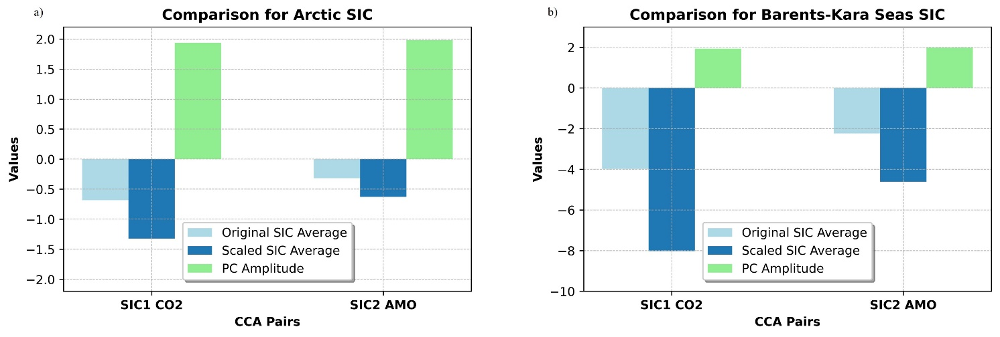 a)
Comparison for Arctic SIC
Values
2.0
1.5
1.0
0.5
0.0
−0.5
−1.0
−1.5
−2.0
Original SIC Average
Scaled SIC Average
PC Amplitude
SIC1 CO2
SIC2 AMO
CCA Pairs
b)
Comparison for Barents-Kara Seas SIC
Values
2
0
−2
−4
−6
−8
−10
Original SIC Average
Scaled SIC Average
PC Amplitude
SIC1 CO2
SIC2 AMO
CCA Pairs